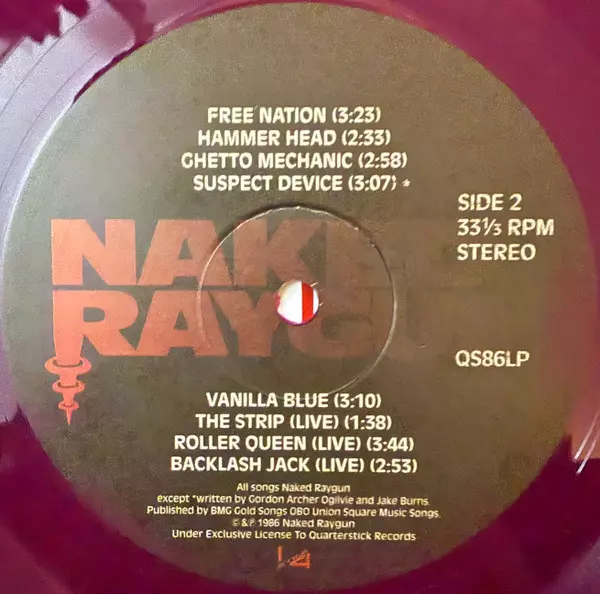 FREE NATION (3:23)
HAMMER HEAD (2:33)
GHETTO MECHANIC (2:58)
SUSPECT DEVICE (3:07) *
SIDE 2
33⅓ RPM
STEREO
NAKE
RAYGU
QS86LP
VANILLA BLUE (3:10)
THE STRIP (LIVE) (1:38)
ROLLER QUEEN (LIVE) (3:44)
BACKLASH JACK (LIVE) (2:53)
All songs Naked Raygun
except *written by Gordon Archer Ogilvie and Jake Burns.
Published by BMG Gold Songs OBO Union Square Music Songs.
©&℗ 1986 Naked Raygun
Under Exclusive License To Quarterstick Records